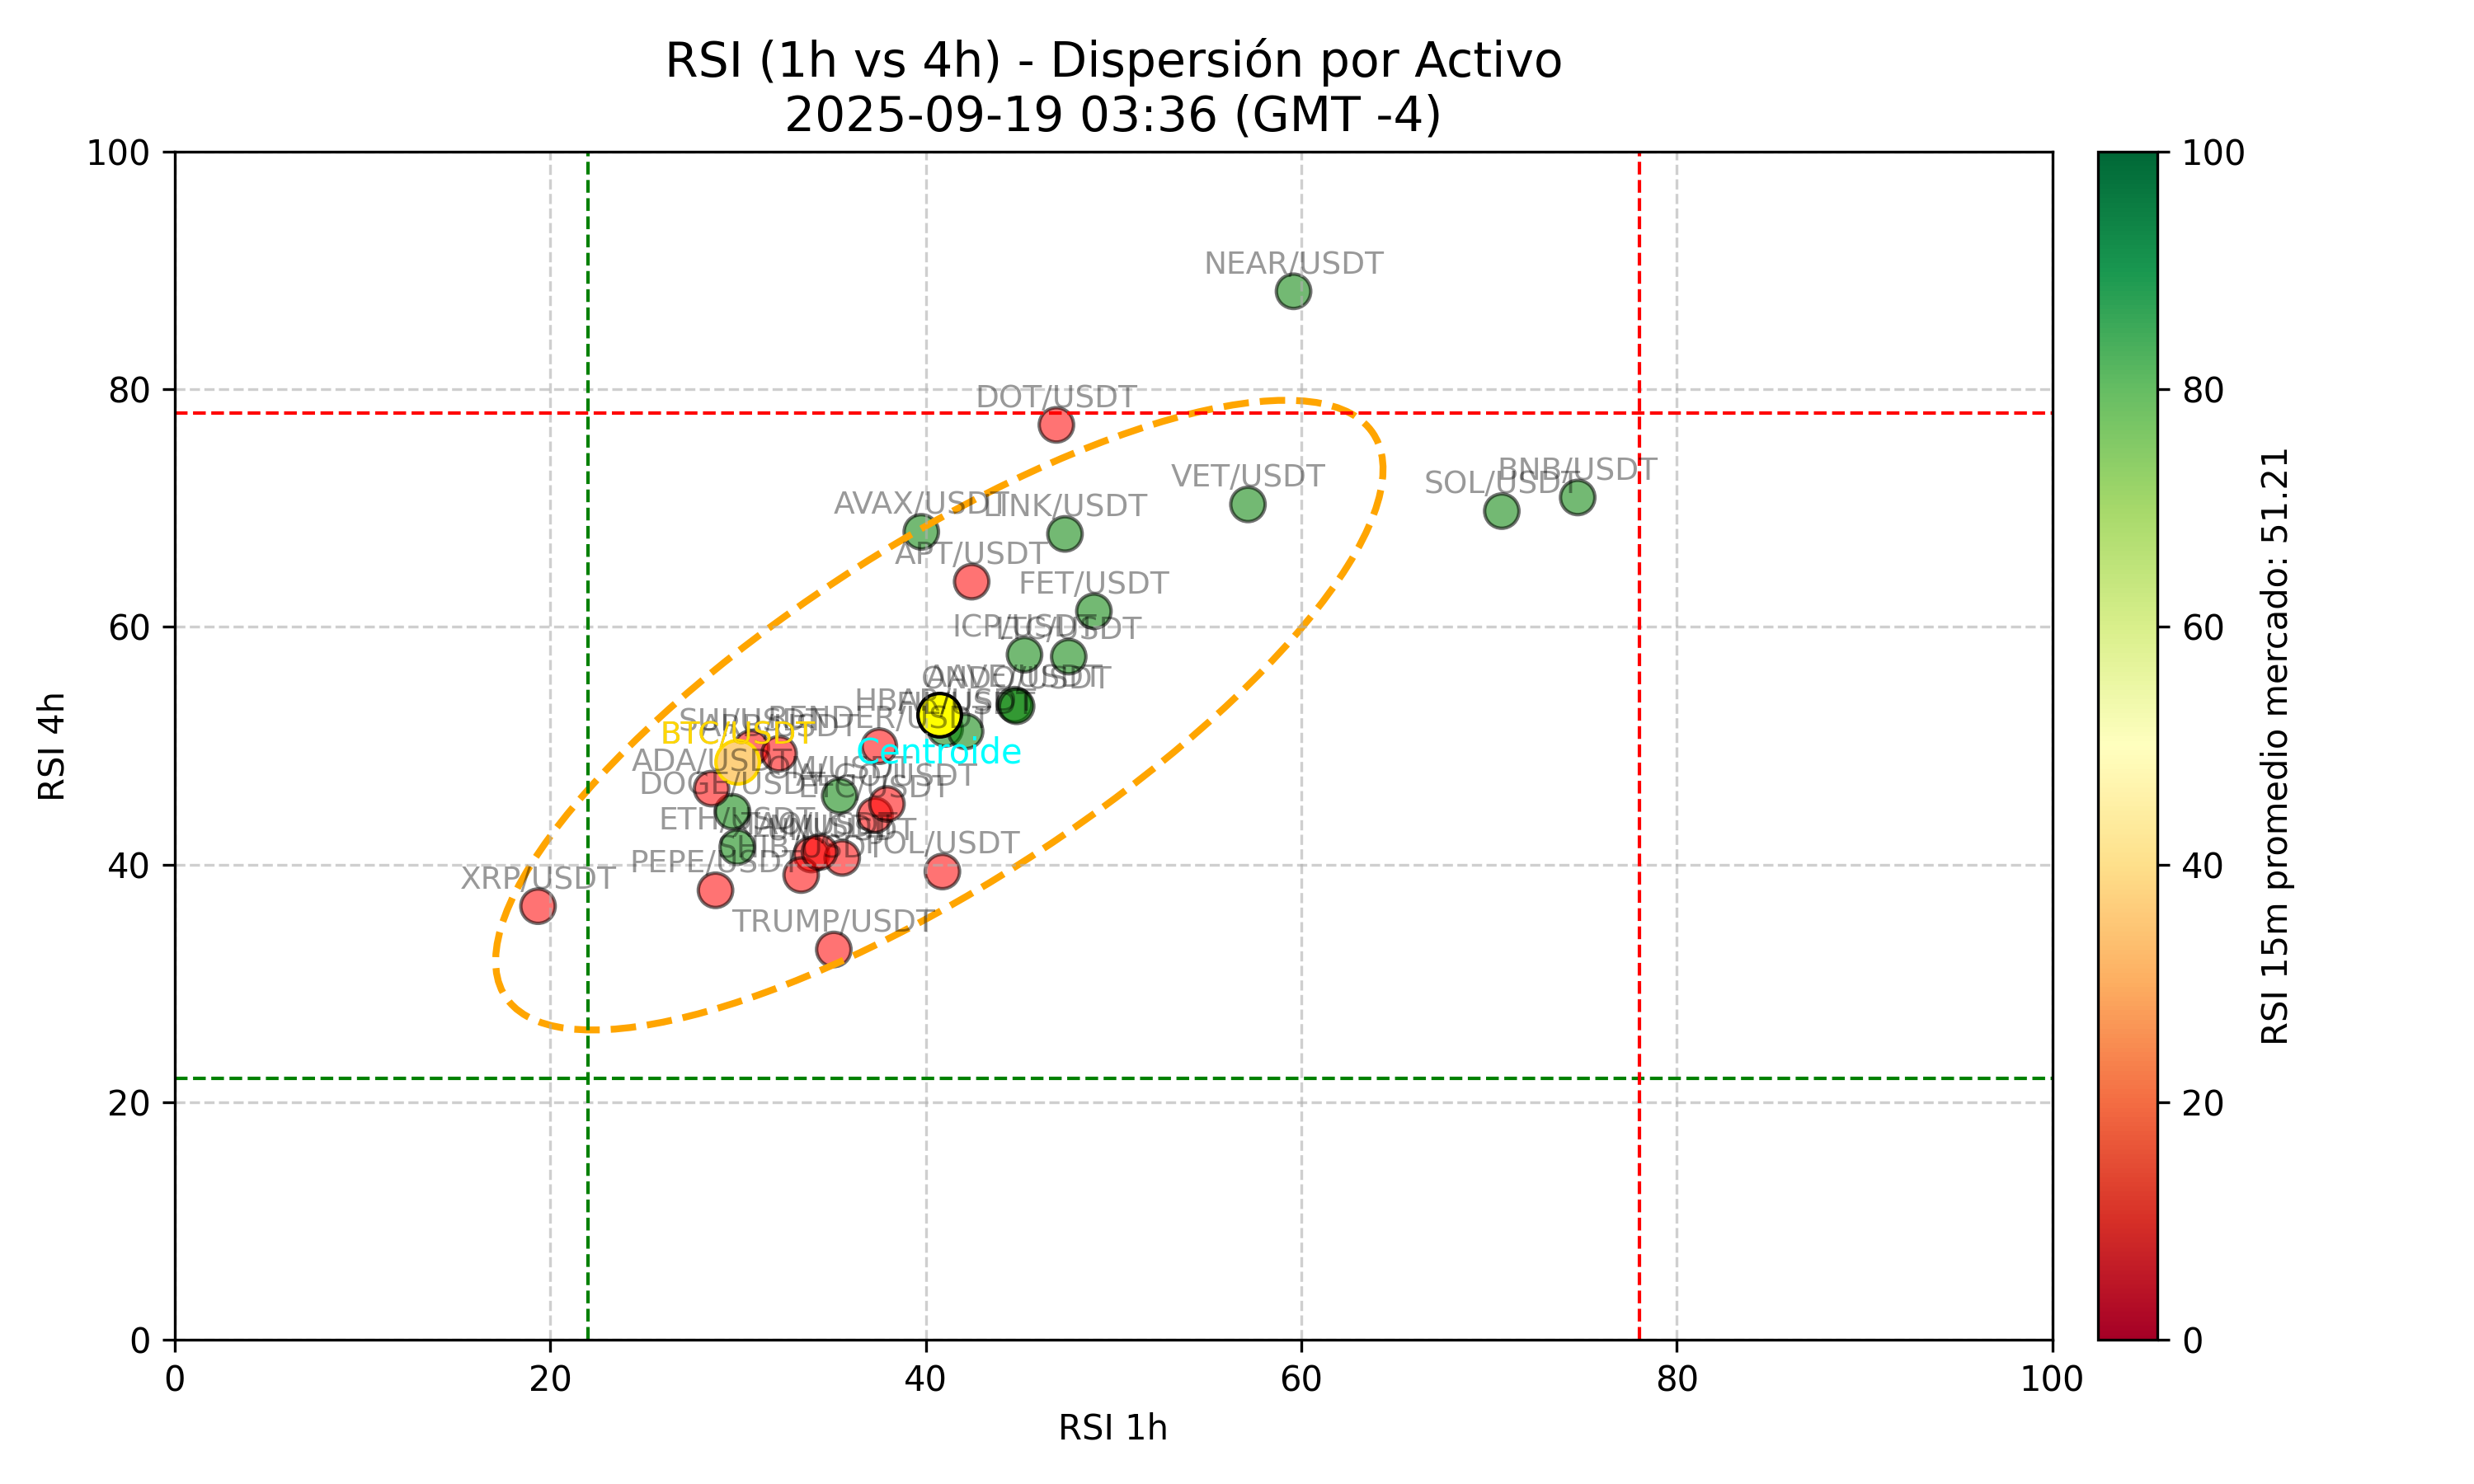 RSI (1h vs 4h) - Dispersión por Activo
2025-09-19 03:36 (GMT -4)
100
80
60
40
20
0
RSI 4h
0
20
40
60
80
100
RSI 1h
NEAR/USDT
DOT/USDT
VET/USDT
BNB/USDT
SOL/USDT
AVAX/USDT
LINK/USDT
APT/USDT
FET/USDT
ICP/USDT
LTC/USDT
AAVE/USDT
HBAR/USDT
RENDER/USDT
SUI/USDT
BTC/USDT
Centroide
ADA/USDT
DOGE/USDT
ETC/USDT
ETH/USDT
POL/USDT
PEPE/USDT
XRP/USDT
TRUMP/USDT
100
80
60
40
20
0
RSI 15m promedio mercado: 51.21